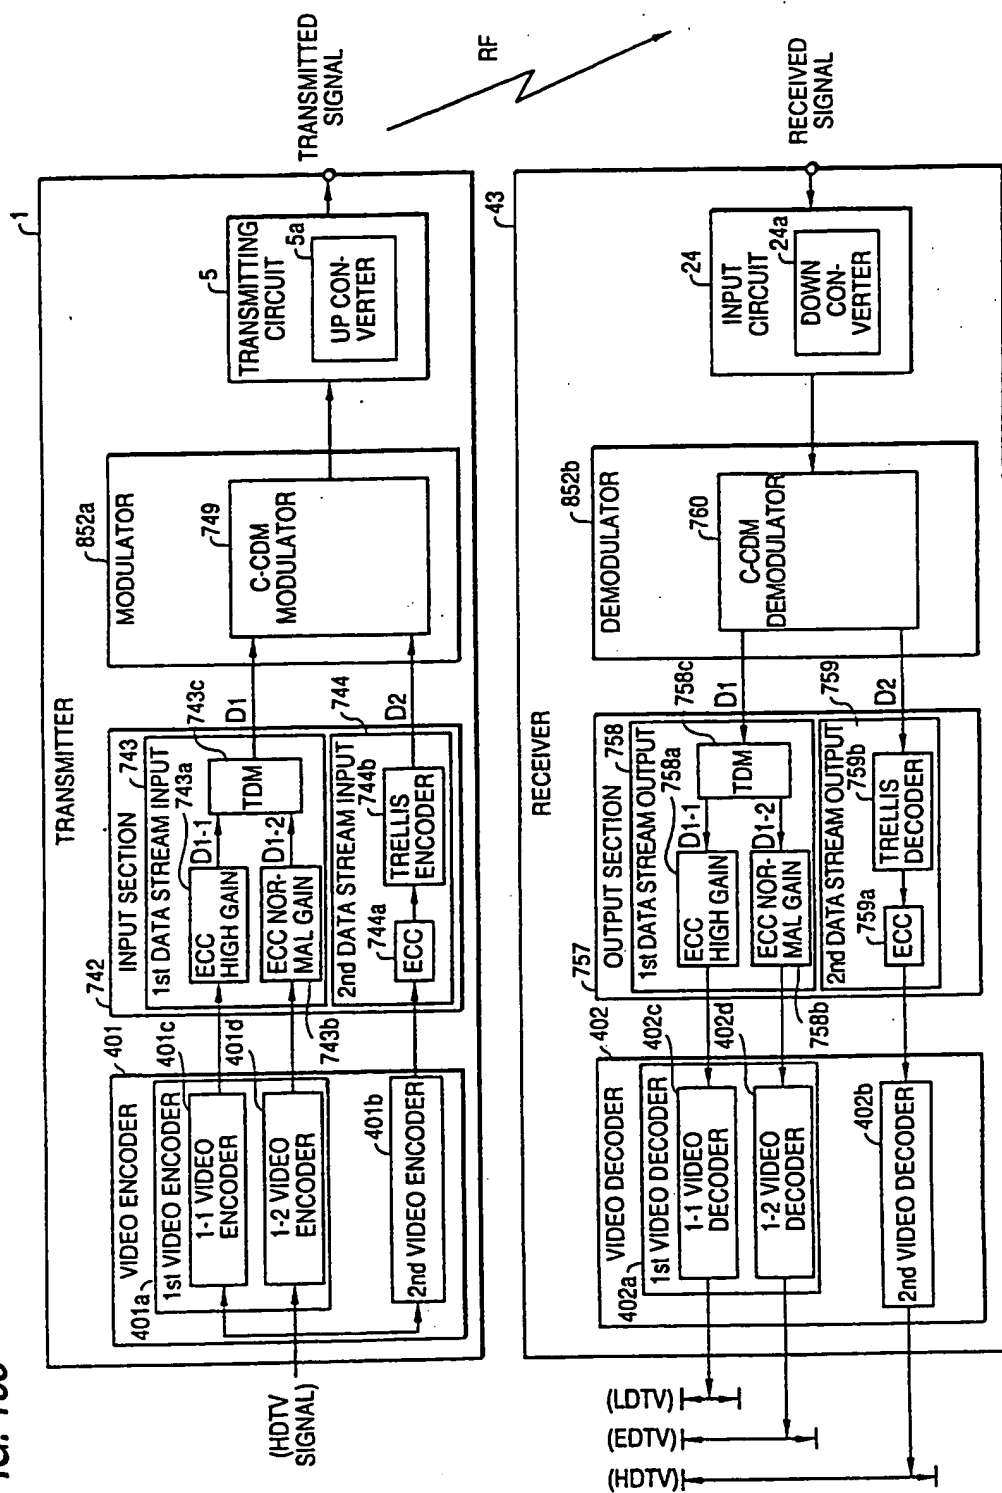 TRANSMITTER
1
(HDTV
SIGNAL)
VIDEO ENCODER
401
1st VIDEO ENCODER
401a
1-1 VIDEO
ENCODER
401c
1-2 VIDEO
ENCODER
401d
2nd VIDEO ENCODER
401b
INPUT SECTION
742
1st DATA STREAM INPUT
743
ECC
HIGH GAIN
743a
ECC NOR-
MAL GAIN
743b
D1-1
D1-2
TDM
743c
2nd DATA STREAM INPUT
744
ECC
744a
TRELLIS
ENCODER
744b
D1
D2
MODULATOR
852a
C-CDM
MODULATOR
749
TRANSMITTING
CIRCUIT
5
UP CON-
VERTER
5a
TRANSMITTED
SIGNAL
RF
RECEIVER
43
RECEIVED
SIGNAL
INPUT
CIRCUIT
24
DOWN
CON-
VERTER
24a
DEMODULATOR
852b
C-CDM
DEMODULATOR
760
D1
D2
OUTPUT SECTION
757
1st DATA STREAM OUTPUT
758
TDM
758c
D1-1
D1-2
ECC
HIGH GAIN
758a
ECC NOR-
MAL GAIN
758b
2nd DATA STREAM OUTPUT
759
TRELLIS
DECODER
759b
ECC
759a
VIDEO DECODER
402
1st VIDEO DECODER
402a
1-1 VIDEO
DECODER
402c
1-2 VIDEO
DECODER
402d
2nd VIDEO DECODER
402b
(LDTV)
(EDTV)
(HDTV)